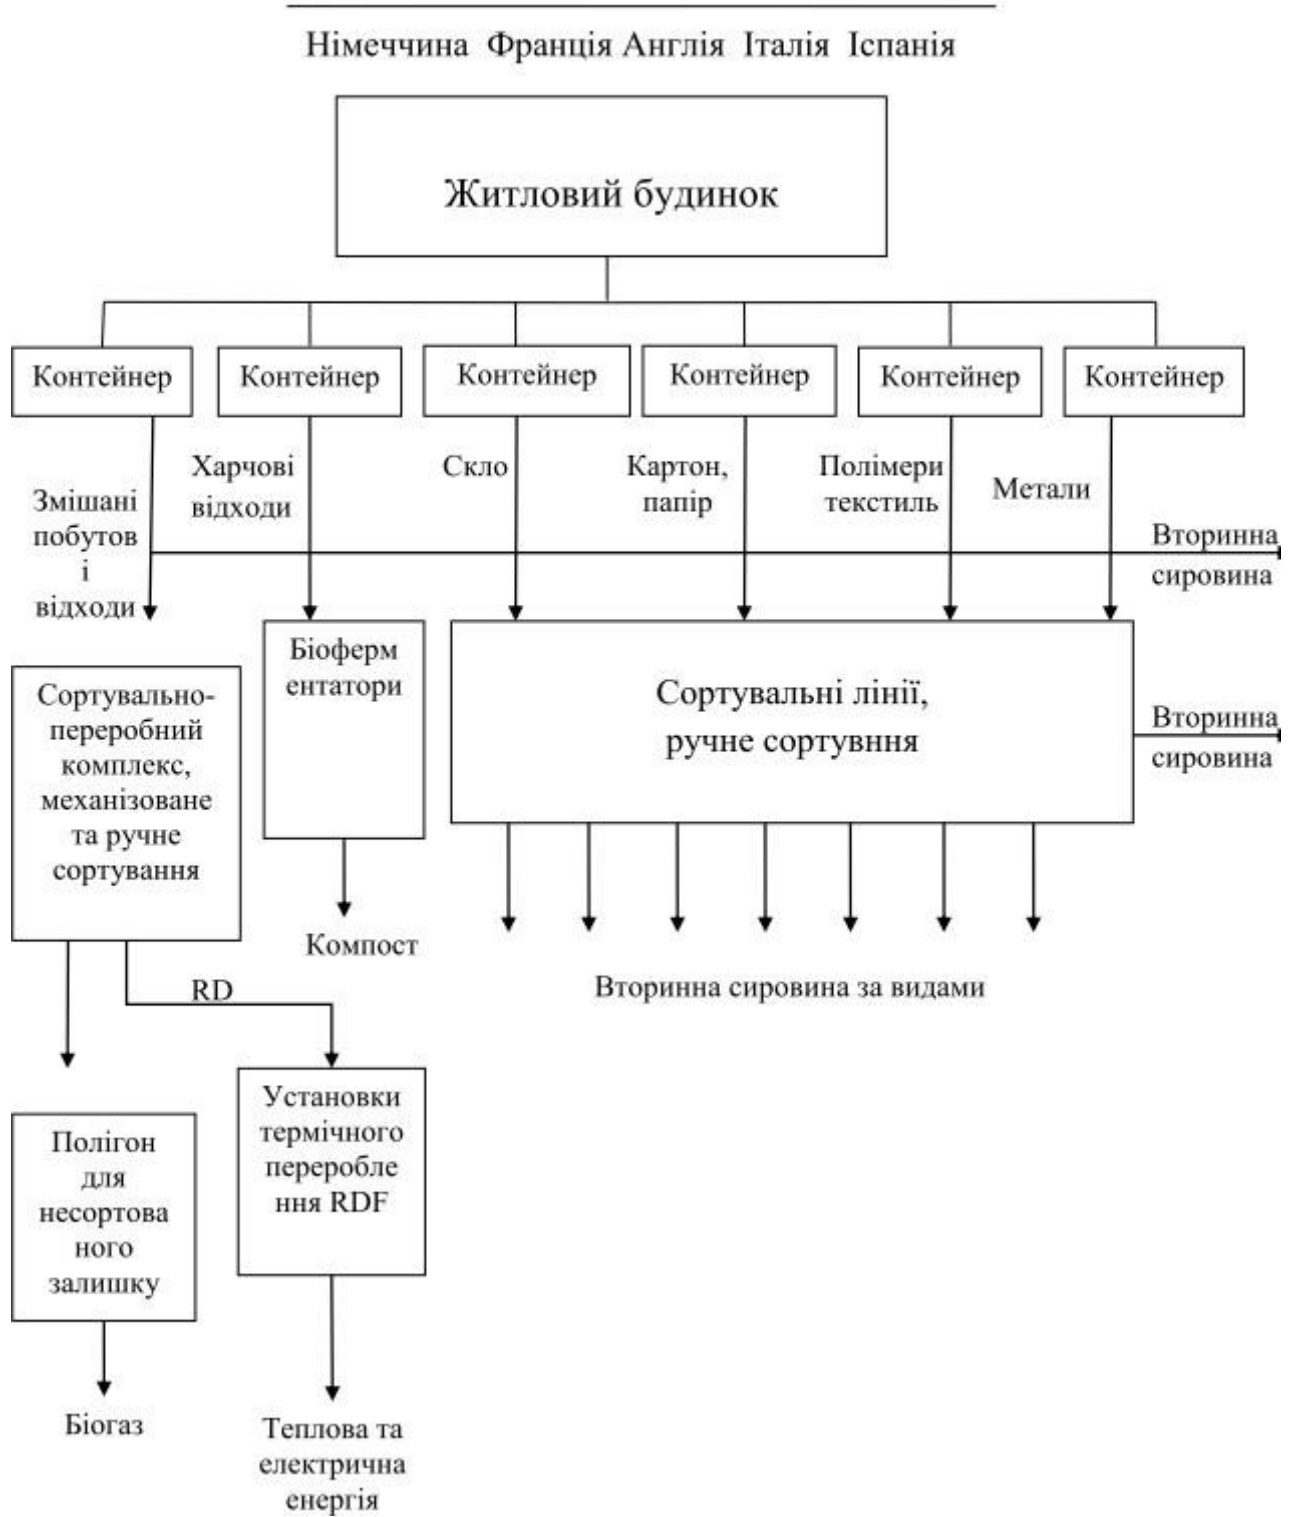 Німеччина Франція Англія Італія Іспанія
Житловий будинок
Контейнер
Контейнер
Контейнер
Контейнер
Контейнер
Контейнер
Змішані
побутов
і
відходи
Харчові
відходи
Скло
Картон,
папір
Полімери
текстиль
Метали
Вторинна
сировина
Сортувально-
переробний
комплекс,
механізоване
та ручне
сортування
Біоферм
ентатори
Сортувальні лінії,
ручне сортувння
Вторинна
сировина
Компост
Вторинна сировина за видами
RD
Полігон
для
несортова
ного
залишку
Установки
термічного
переробле
ння RDF
Біогаз
Теплова та
електрична
енергія